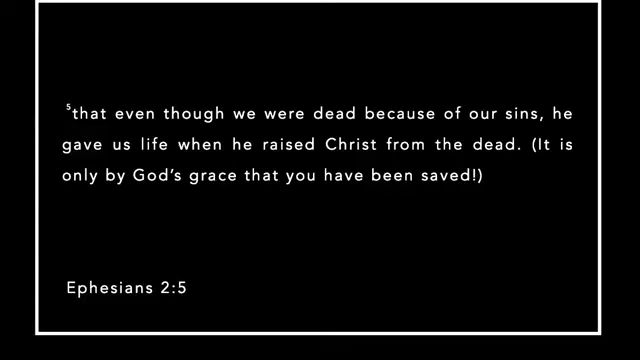 ⁵that even though we were dead because of our sins, he
gave us life when he raised Christ from the dead. (It is
only by God’s grace that you have been saved!)
Ephesians 2:5